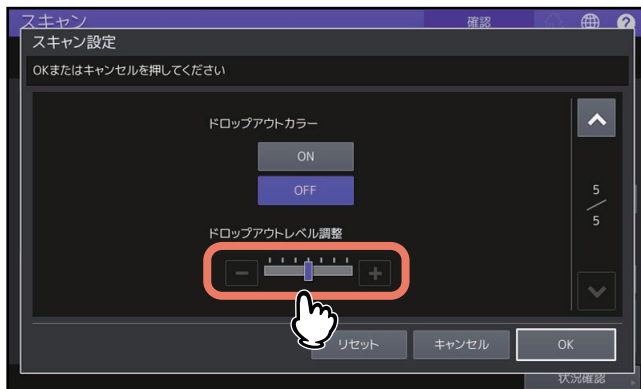 スキャン
確認
?
スキャン設定
OKまたはキャンセルを押してください
ドロップアウトカラー
ON
OFF
5
5
ドロップアウトレベル調整
リセット
キャンセル
OK
状況確認